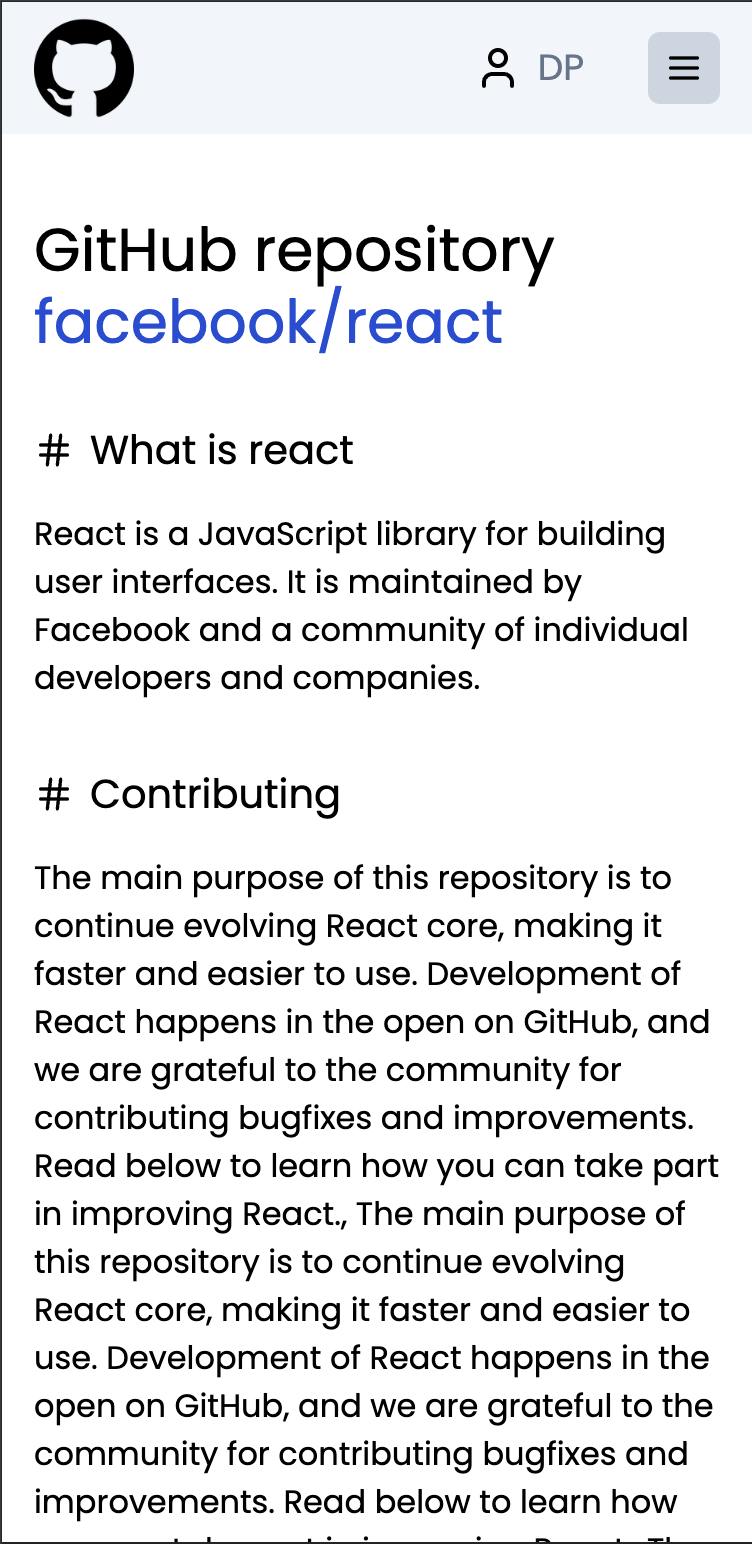 DP
GitHub repository
facebook/react
# What is react
React is a JavaScript library for building
user interfaces. It is maintained by
Facebook and a community of individual
developers and companies.
# Contributing
The main purpose of this repository is to
continue evolving React core, making it
faster and easier to use. Development of
React happens in the open on GitHub, and
we are grateful to the community for
contributing bugfixes and improvements.
Read below to learn how you can take part
in improving React., The main purpose of
this repository is to continue evolving
React core, making it faster and easier to
use. Development of React happens in the
open on GitHub, and we are grateful to the
community for contributing bugfixes and
improvements. Read below to learn how